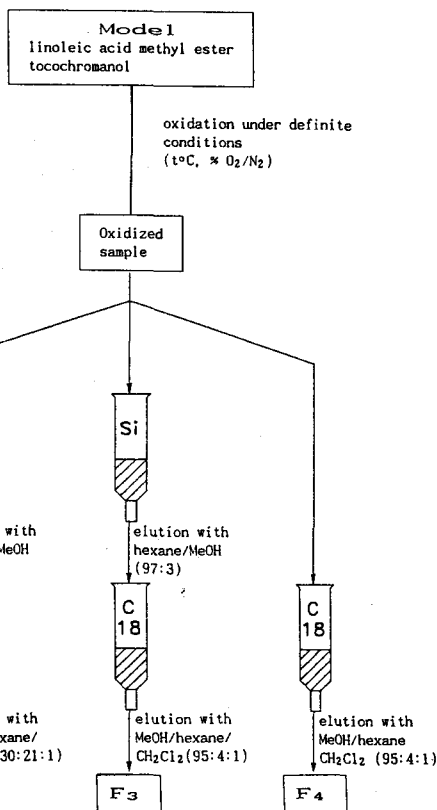 Model
linoleic acid methyl ester
tocochromanol
oxidation under definite
conditions
(t°C, % O₂/N₂)
Oxidized
sample
Si
with
MeOH
elution with
hexane/MeOH
(97:3)
C
18
C
18
with
xane/
30:21:1)
elution with
MeOH/hexane/
CH₂Cl₂(95:4:1)
elution with
MeOH/hexane
CH₂Cl₂ (95:4:1)
F₃
F₄